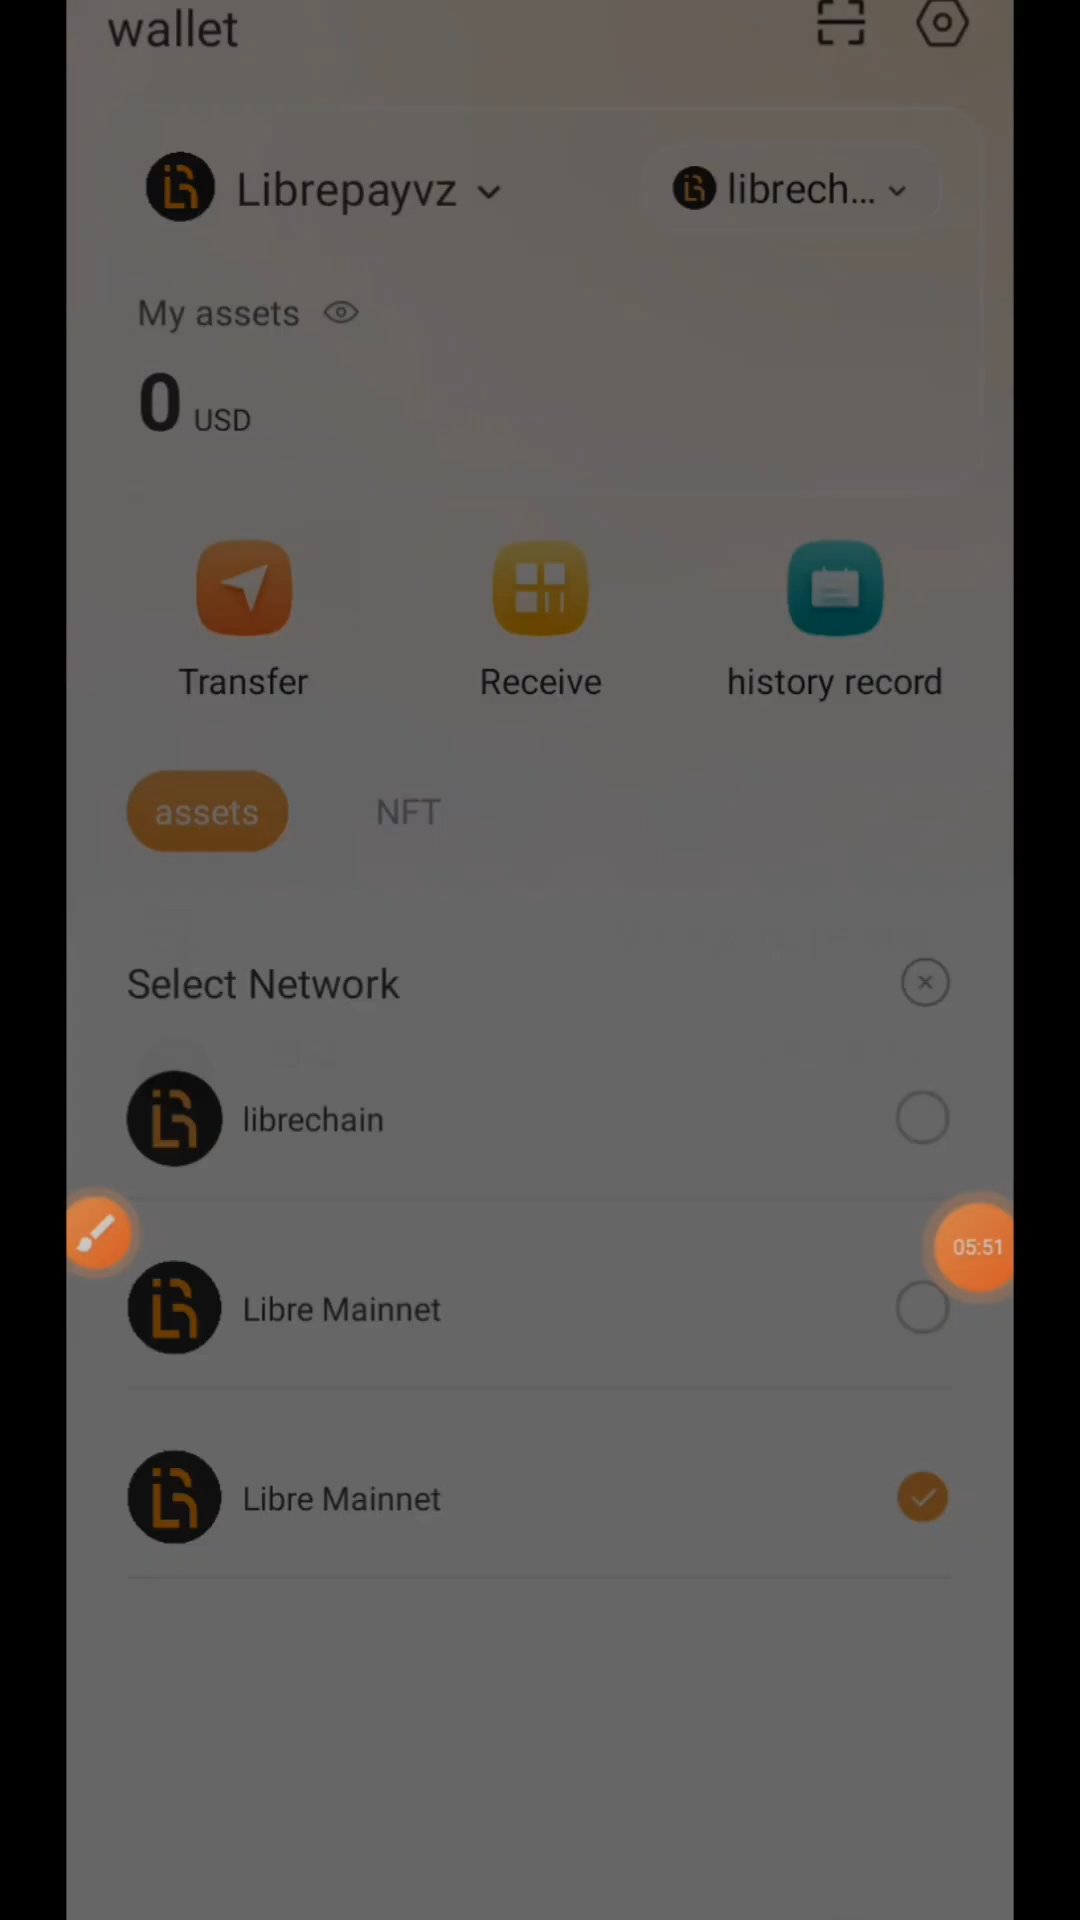 wallet
Librepayvz
librech...
My assets
0 USD
Transfer
Receive
history record
assets
NFT
Select Network
librechain
05:51
Libre Mainnet
Libre Mainnet